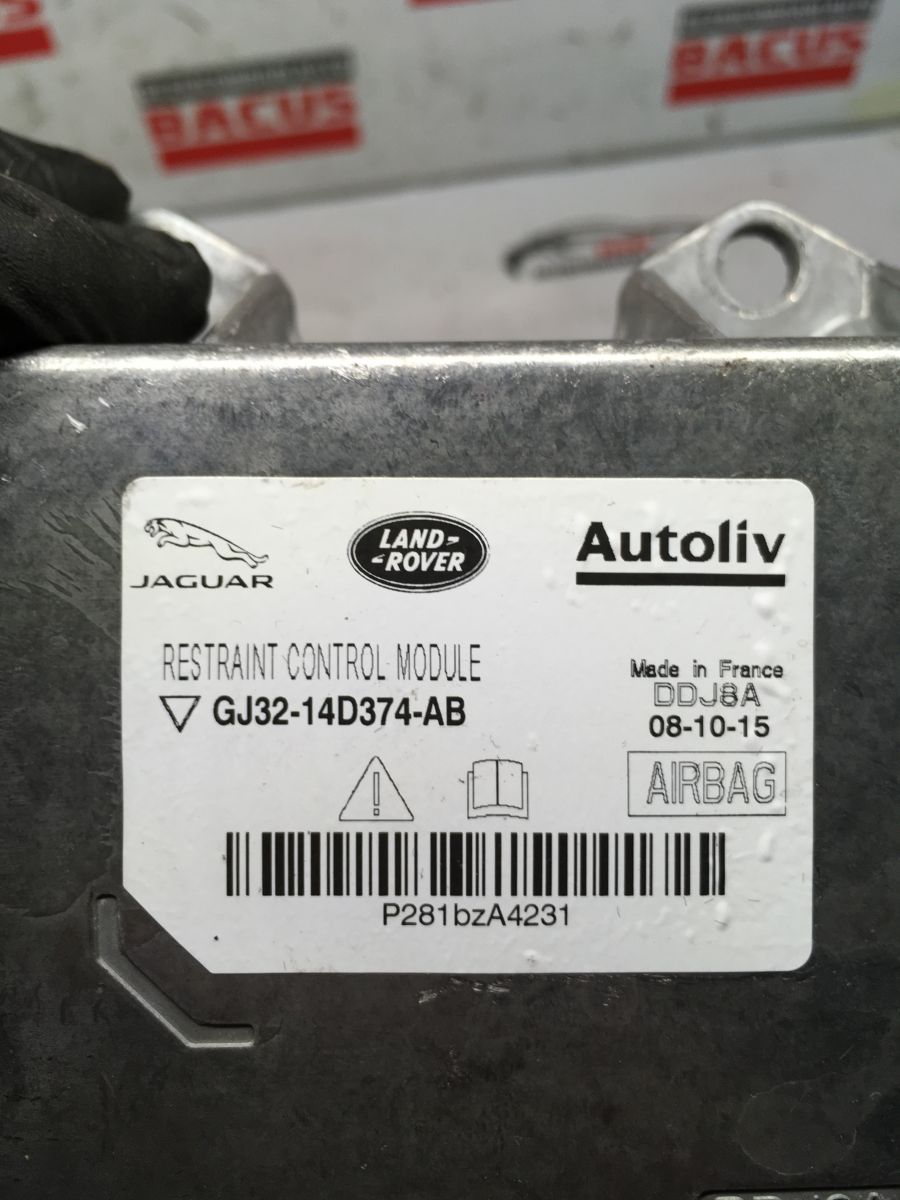 BACUS
BACUS
JAGUAR
LAND-
-ROVER
Autoliv
RESTRAINT CONTROL MODULE
GJ32-14D374-AB
Made in France
DDJ8A
08-10-15
AIRBAG
P281bzA4231